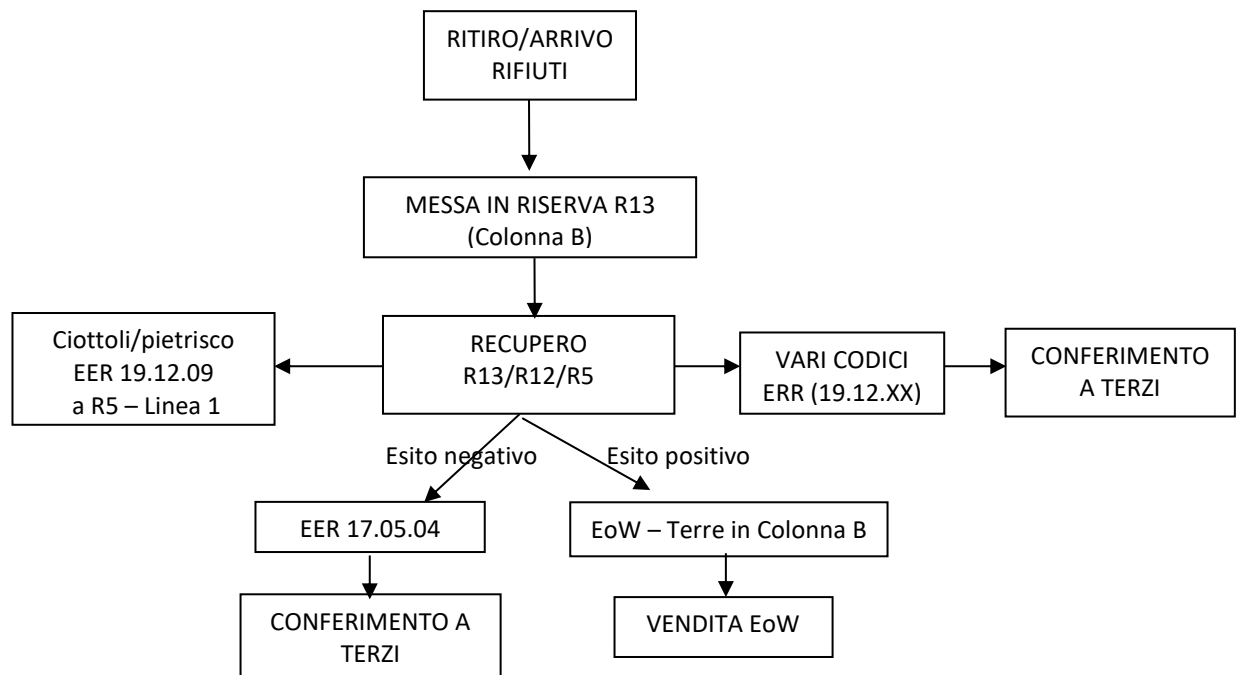 RITIRO/ARRIVO
RIFIUTI
MESSA IN RISERVA R13
(Colonna B)
Ciottoli/pietrisco
EER 19.12.09
a R5 – Linea 1
RECUPERO
R13/R12/R5
VARI CODICI
ERR (19.12.XX)
CONFERIMENTO
A TERZI
Esito negativo
Esito positivo
EER 17.05.04
EoW – Terre in Colonna B
CONFERIMENTO A
TERZI
VENDITA EoW